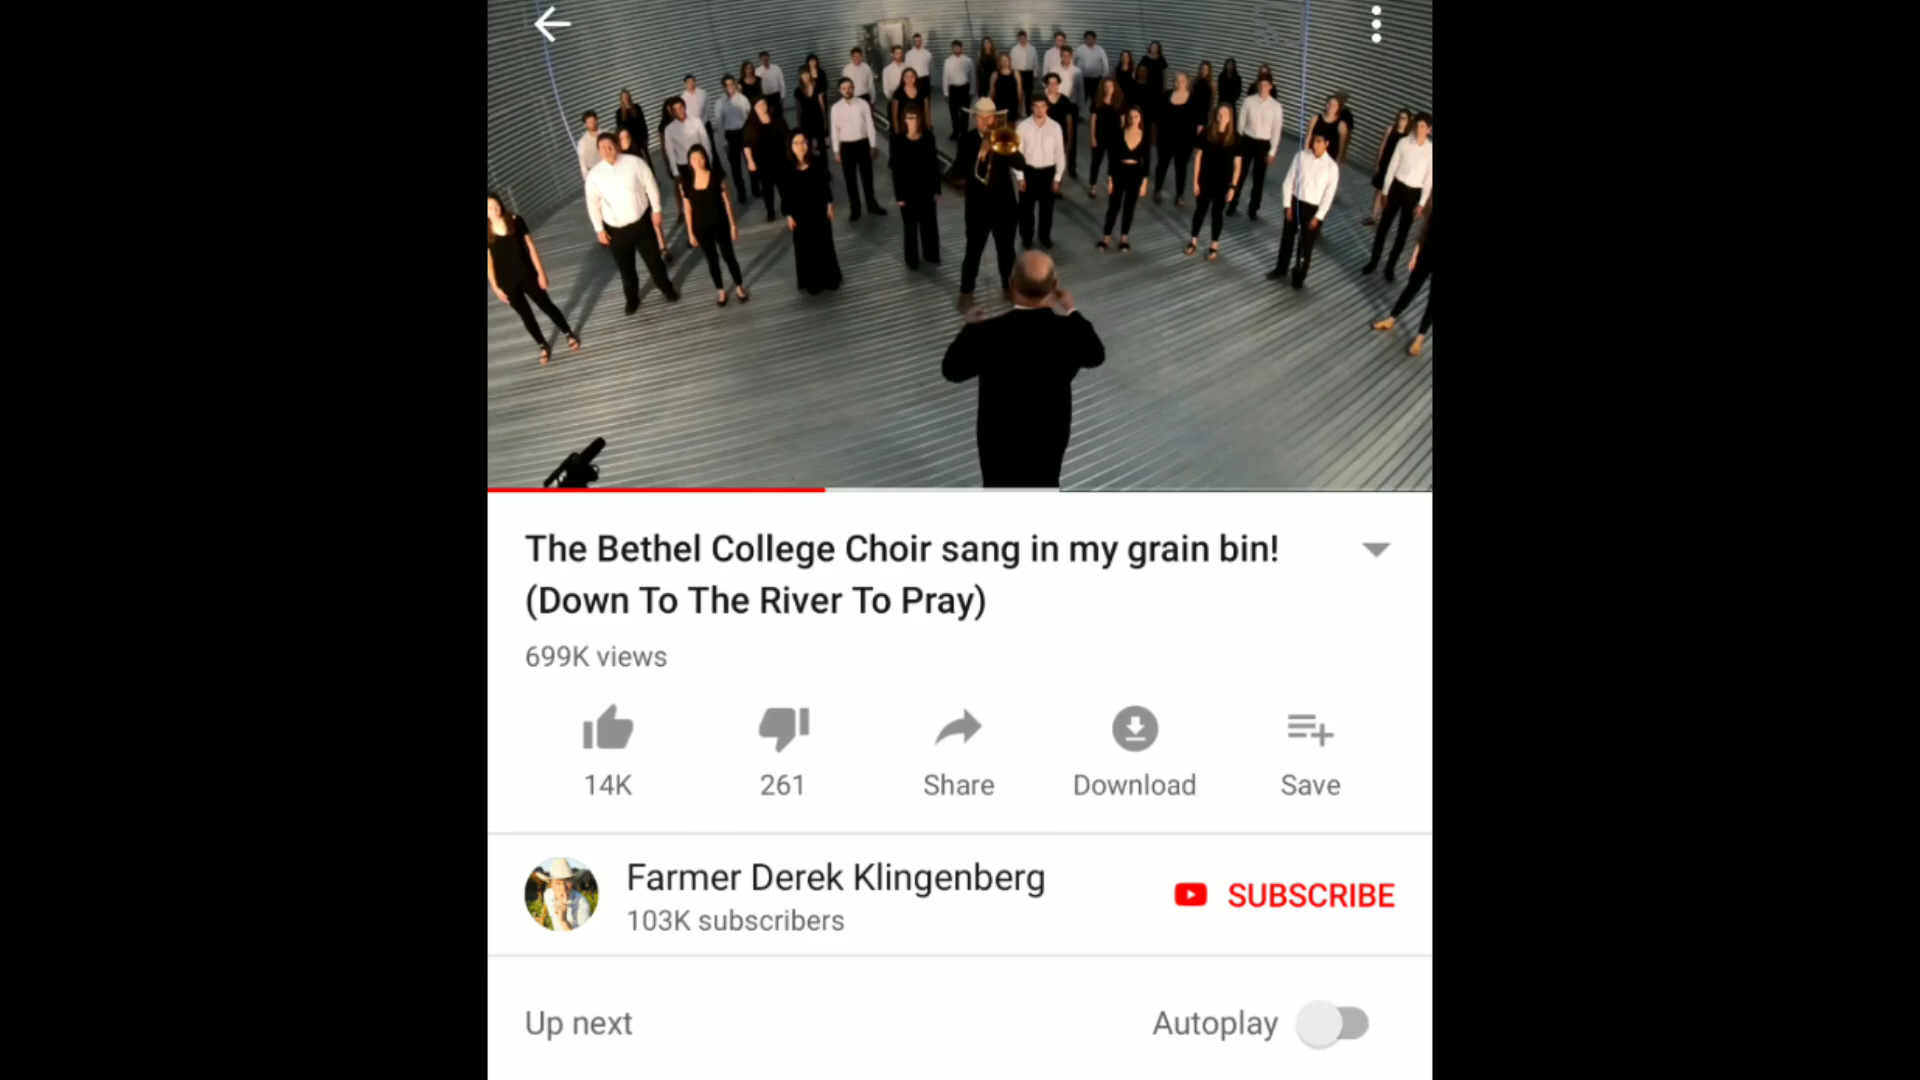 The Bethel College Choir sang in my grain bin!
(Down To The River To Pray)
699K views
14K
261
Share
Download
Save
Farmer Derek Klingenberg
103K subscribers
SUBSCRIBE
Up next
Autoplay